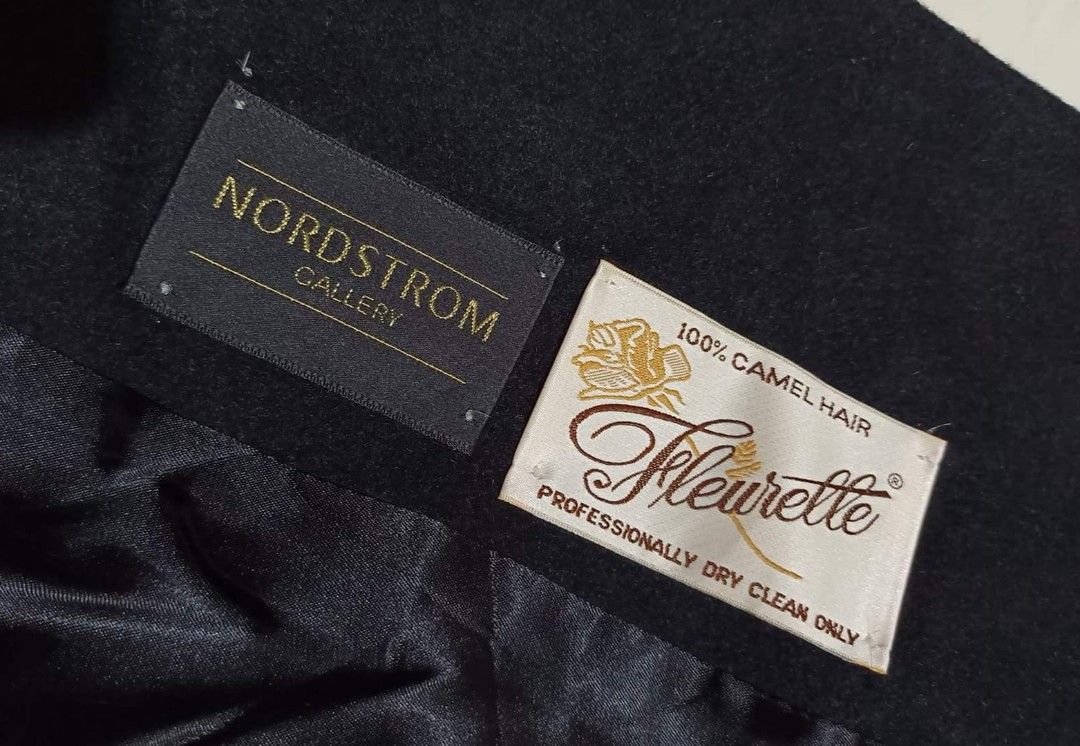 NORDSTROM
GALLERY
100% CAMEL HAIR
Fleurette®
PROFESSIONALLY DRY CLEAN ONLY